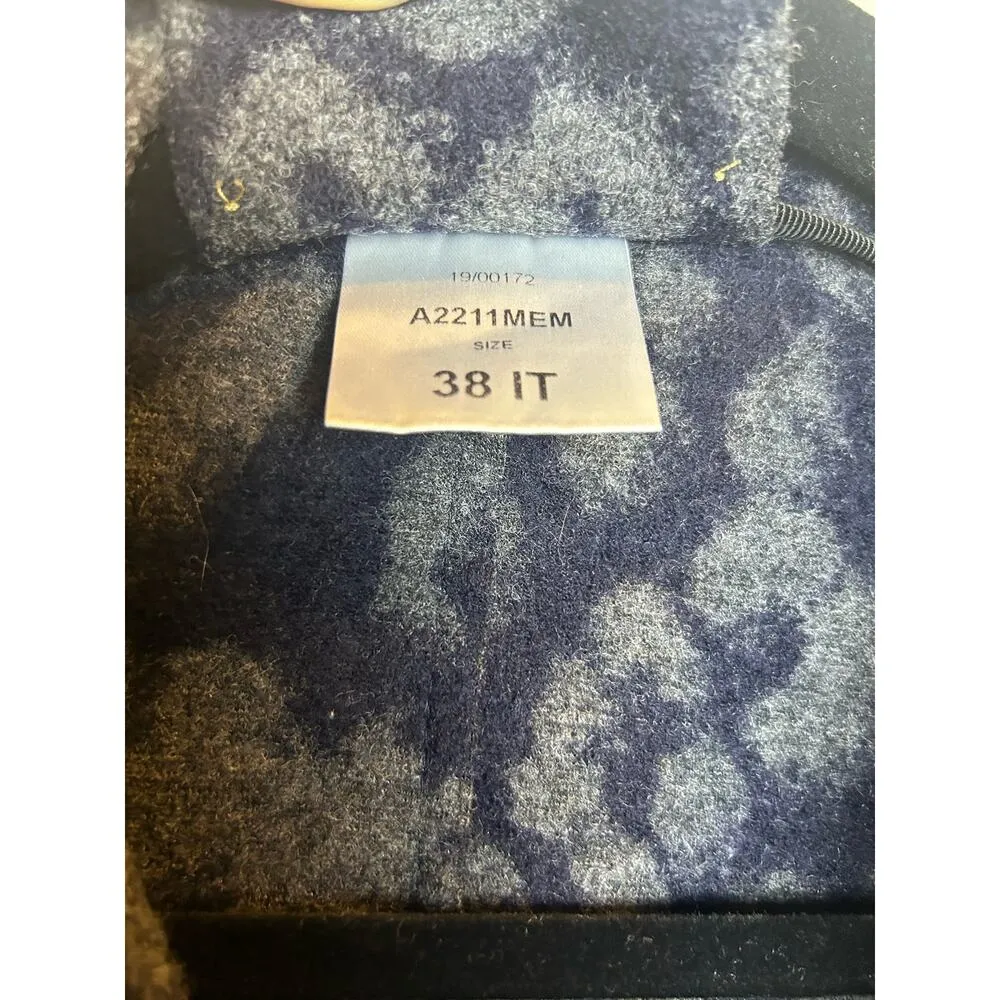 19/00172
A2211MEM
SIZE
38 IT